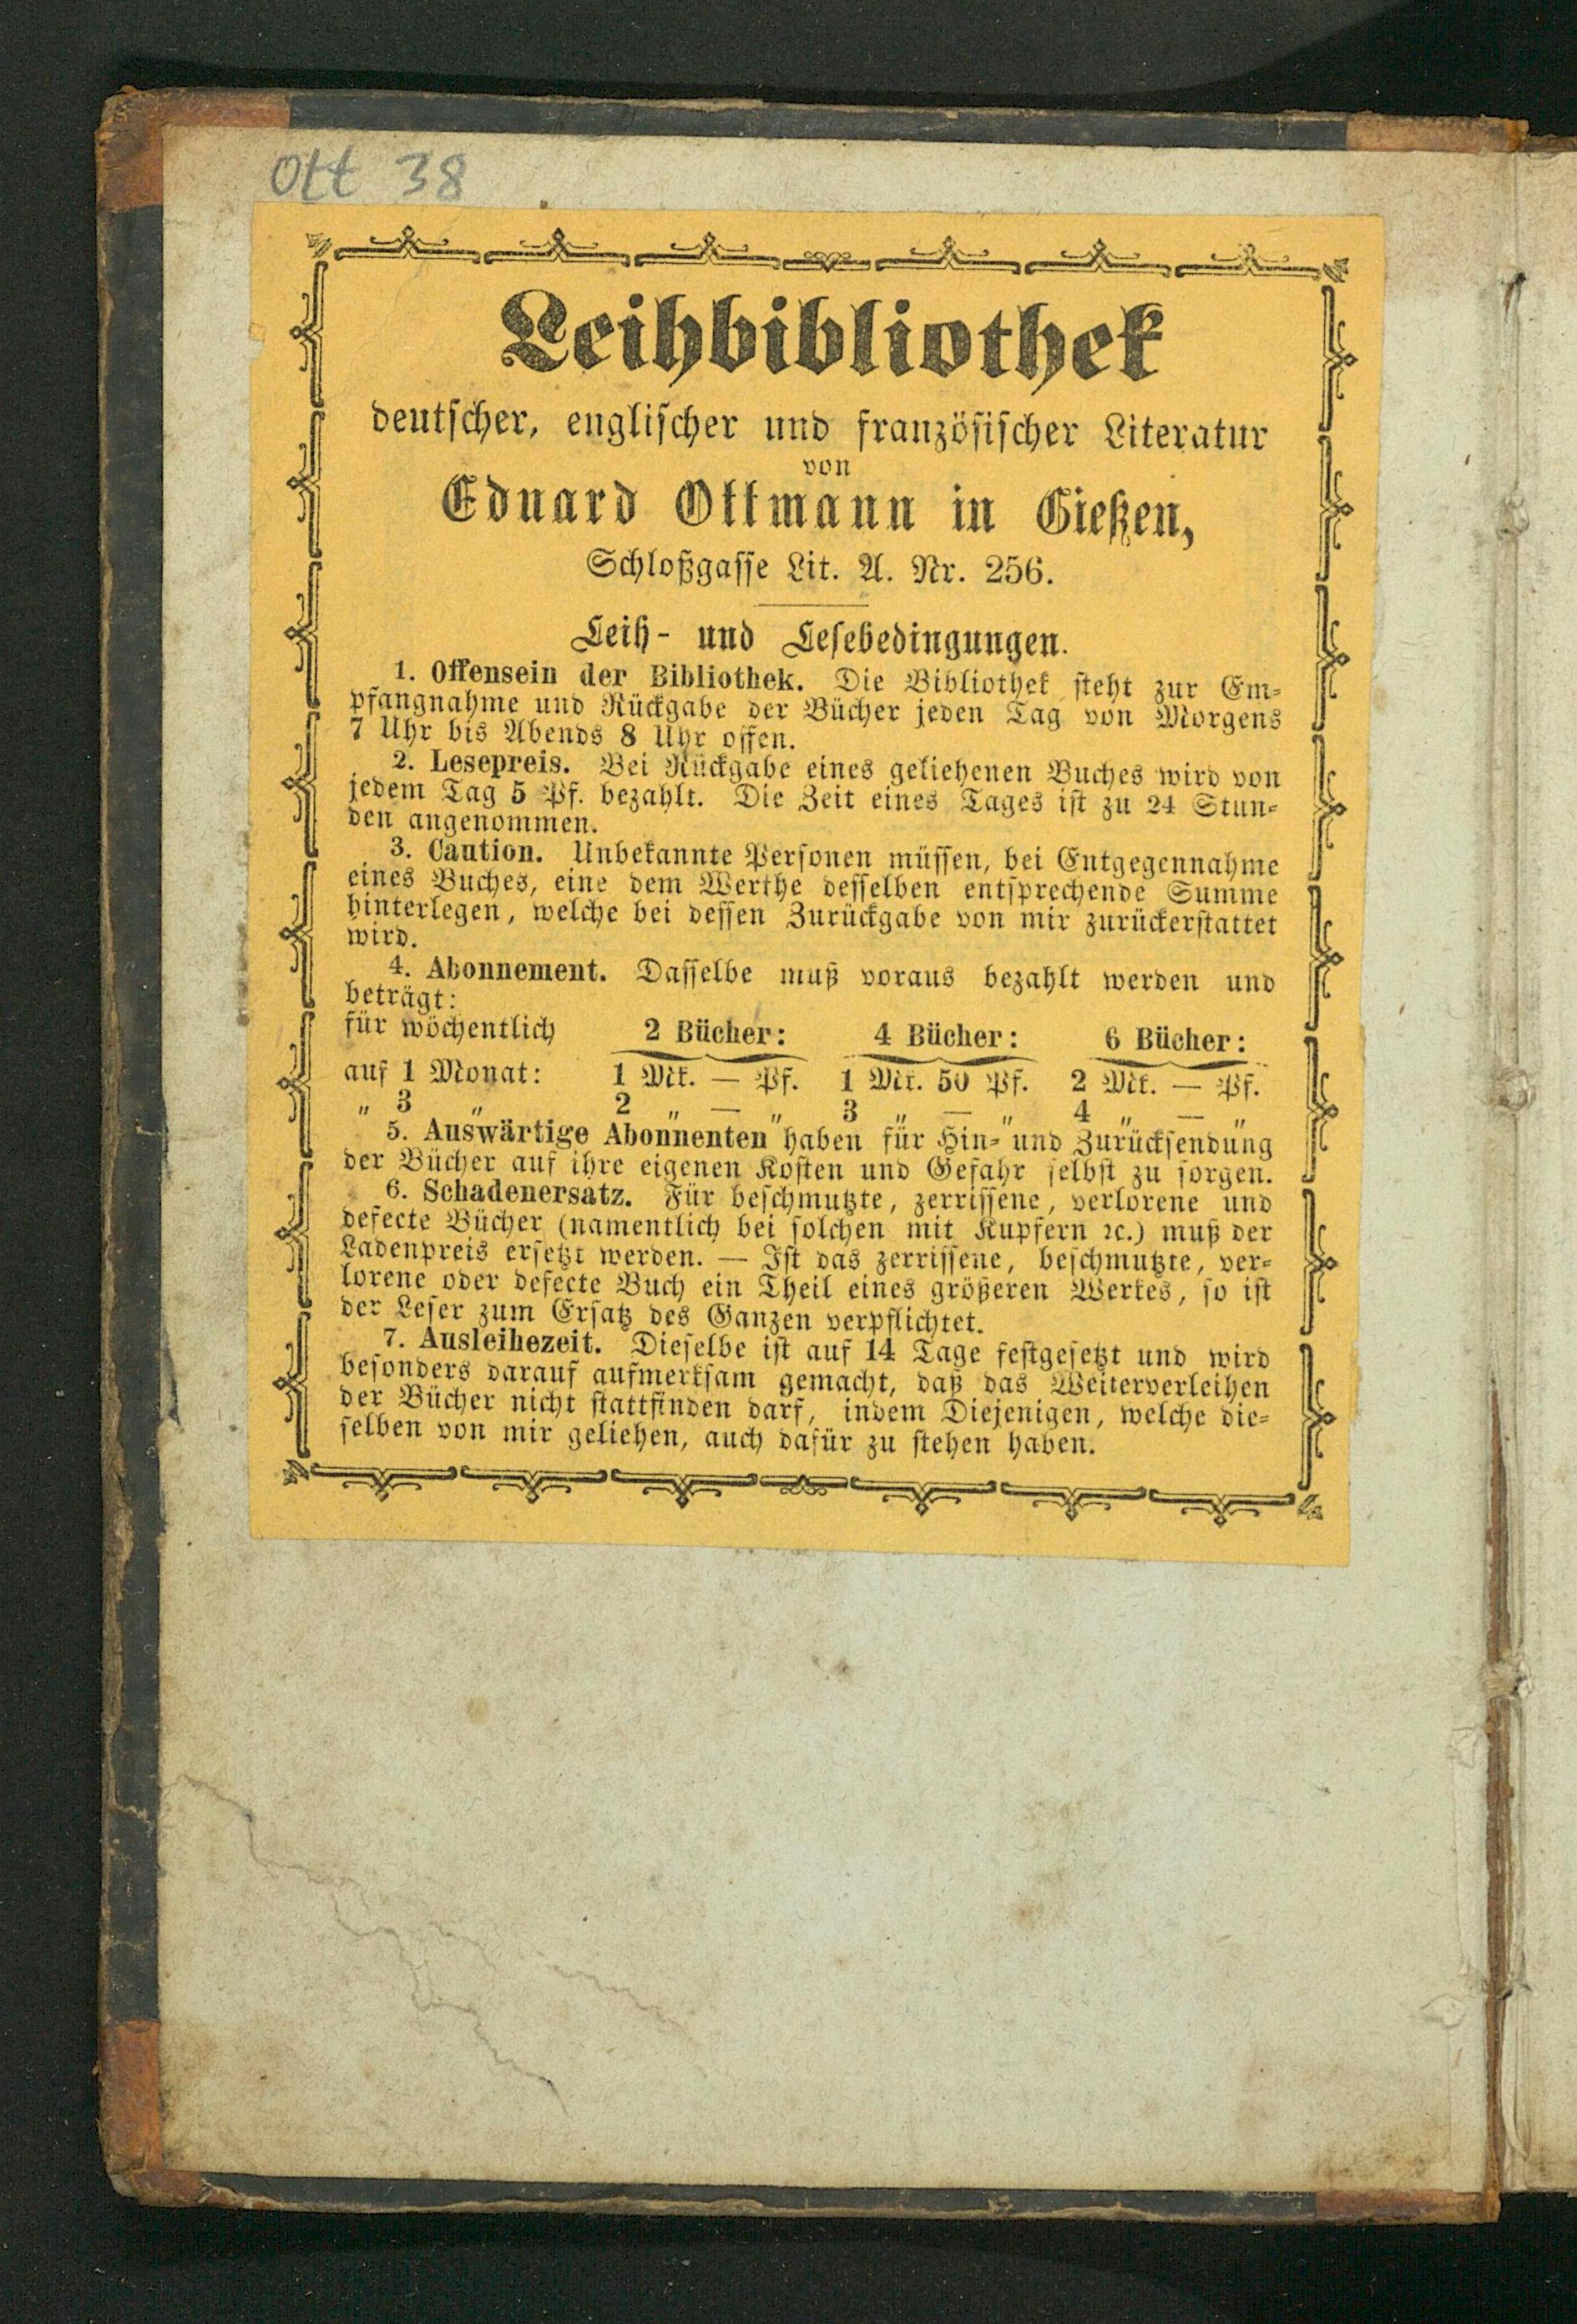 Ott 38
Leihbibliothek
deutscher, englischer und französischer Literatur
von
Eduard Ottmann in Gießen,
Schloßgasse Lit. A. Nr. 256.
Leih- und Lesebedingungen.
1. Offensein der Bibliothek. Die Bibliothek steht zur Em-
pfangnahme und Rückgabe der Bücher jeden Tag von Morgens
7 Uhr bis Abends 8 Uhr offen.
2. Lesepreis. Bei Rückgabe eines geliehenen Buches wird von
jedem Tag 5 Pf. bezahlt. Die Zeit eines Tages ist zu 24 Stun-
den angenommen.
3. Caution. Unbekannte Personen müssen, bei Entgegennahme
eines Buches, eine dem Werthe desselben entsprechende Summe
hinterlegen, welche bei dessen Zurückgabe von mir zurückerstattet
wird.
4. Abonnement. Dasselbe muß voraus bezahlt werden und
beträgt:
für wöchentlich 2 Bücher: 4 Bücher: 6 Bücher:
auf 1 Monat: 1 Mk. — Pf. 1 Mk. 50 Pf. 2 Mk. — Pf.
„ 3 „ 2 „ — „ 3 „ — „ 4 „ — „
5. Auswärtige Abonnenten haben für Hin- und Zurücksendung
der Bücher auf ihre eigenen Kosten und Gefahr selbst zu sorgen.
6. Schadenersatz. Für beschmutzte, zerrissene, verlorene und
defecte Bücher (namentlich bei solchen mit Kupfern ꝛc.) muß der
Ladenpreis ersetzt werden. — Ist das zerrissene, beschmutzte, ver-
lorene oder defecte Buch ein Theil eines größeren Werkes, so ist
der Leser zum Ersatz des Ganzen verpflichtet.
7. Ausleihezeit. Dieselbe ist auf 14 Tage festgesetzt und wird
besonders darauf aufmerksam gemacht, daß das Weiterverleihen
der Bücher nicht stattfinden darf, indem Diejenigen, welche die-
selben von mir geliehen, auch dafür zu stehen haben.